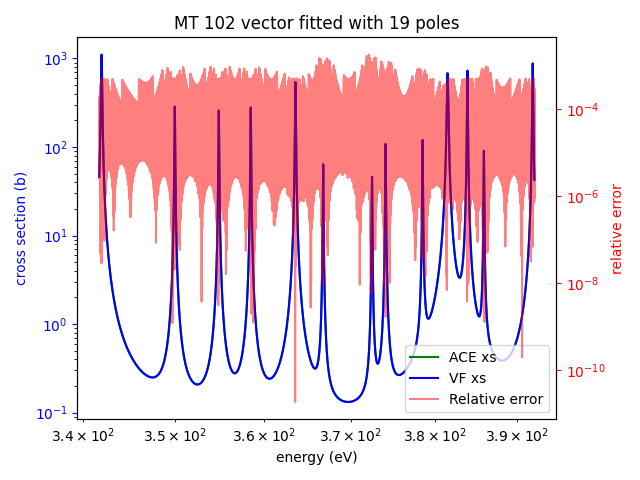 MT 102 vector fitted with 19 poles
10³
10²
10¹
10⁰
10⁻¹
cross section (b)
10⁻⁴
10⁻⁶
10⁻⁸
10⁻¹⁰
relative error
ACE xs
VF xs
Relative error
3.4 × 10² 3.5 × 10² 3.6 × 10² 3.7 × 10² 3.8 × 10² 3.9 × 10²
energy (eV)